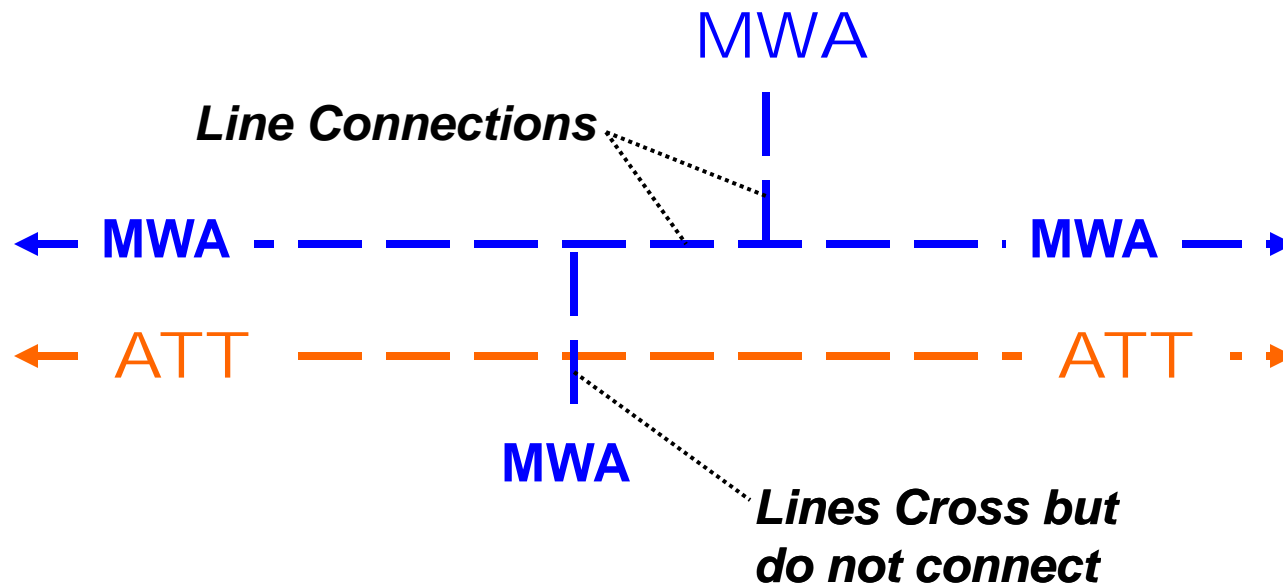 MWA
Line Connections
MWA
MWA
ATT
ATT
MWA
Lines Cross but
do not connect